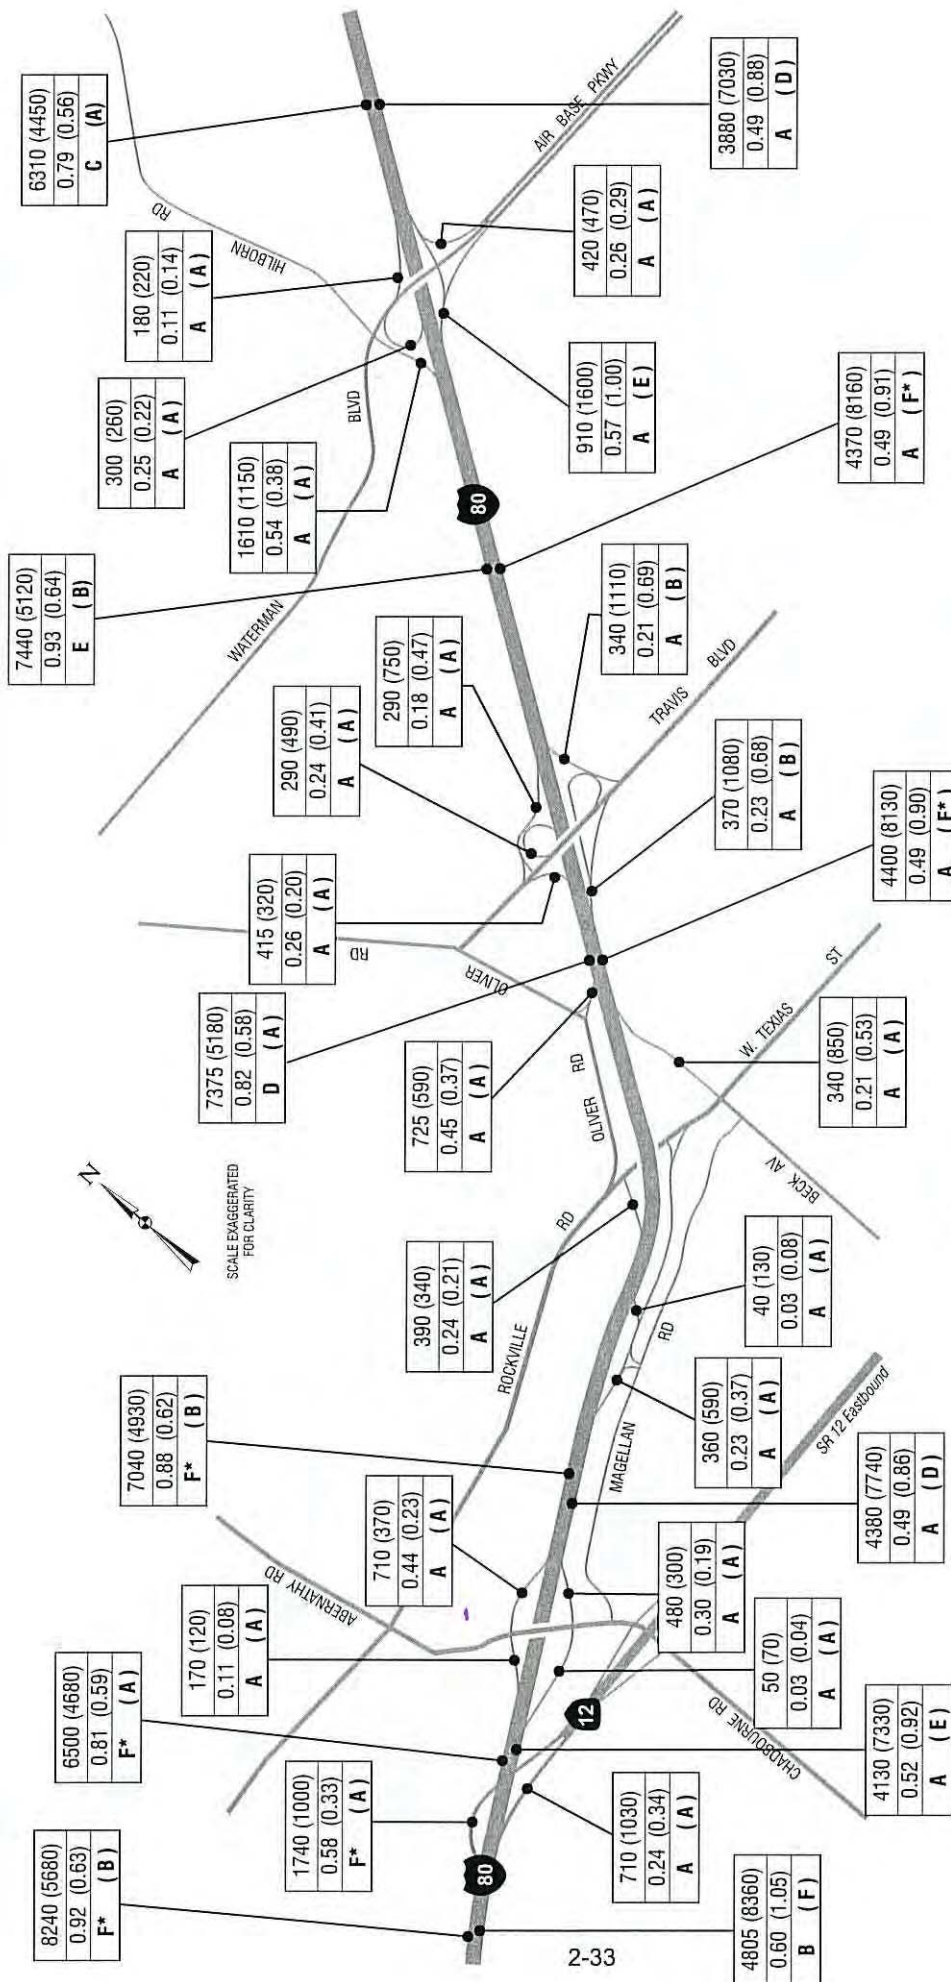 8240 (5680)
0.92 (0.63)
F* (B)
6500 (4680)
0.81 (0.59)
F* (A)
170 (120)
0.11 (0.08)
A (A)
7040 (4930)
0.88 (0.62)
F* (B)
7375 (5180)
0.82 (0.58)
D (A)
415 (320)
0.26 (0.20)
A (A)
290 (490)
0.24 (0.41)
A (A)
7440 (5120)
0.93 (0.64)
E (B)
300 (260)
0.25 (0.22)
A (A)
180 (220)
0.11 (0.14)
A (A)
6310 (4450)
0.79 (0.56)
C (A)
1740 (1000)
0.58 (0.33)
F* (A)
710 (370)
0.44 (0.23)
A (A)
390 (340)
0.24 (0.21)
A (A)
725 (590)
0.45 (0.37)
A (A)
290 (750)
0.18 (0.47)
A (A)
1610 (1150)
0.54 (0.38)
A (A)
N
SCALE EXAGGERATED
FOR CLARITY
ABERNATHY RD
ROCKVILLE
RD
OLIVER
RD
OLIVER
RD
WATERMAN
BLVD
HILBORN
RD
80
80
12
AIR BASE PKWY
TRAVIS BLVD
W. TEXIAS ST
BECK AV
MAGELLAN
RD
SR 12 Eastbound
CHADBOURNE RD
4805 (8360)
0.60 (1.05)
B (F)
710 (1030)
0.24 (0.34)
A (A)
4130 (7330)
0.52 (0.92)
A (E)
50 (70)
0.03 (0.04)
A (A)
480 (300)
0.30 (0.19)
A (A)
4380 (7740)
0.49 (0.86)
A (D)
360 (590)
0.23 (0.37)
A (A)
40 (130)
0.03 (0.08)
A (A)
340 (850)
0.21 (0.53)
A (A)
4400 (8130)
0.49 (0.90)
A (F*)
370 (1080)
0.23 (0.68)
A (B)
340 (1110)
0.21 (0.69)
A (B)
4370 (8160)
0.49 (0.91)
A (F*)
910 (1600)
0.57 (1.00)
A (E)
420 (470)
0.26 (0.29)
A (A)
3880 (7030)
0.49 (0.88)
A (D)
2-33